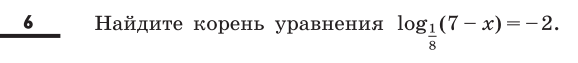 6 Найдите корень уравнения log_{1/8}(7 − x) = −2.